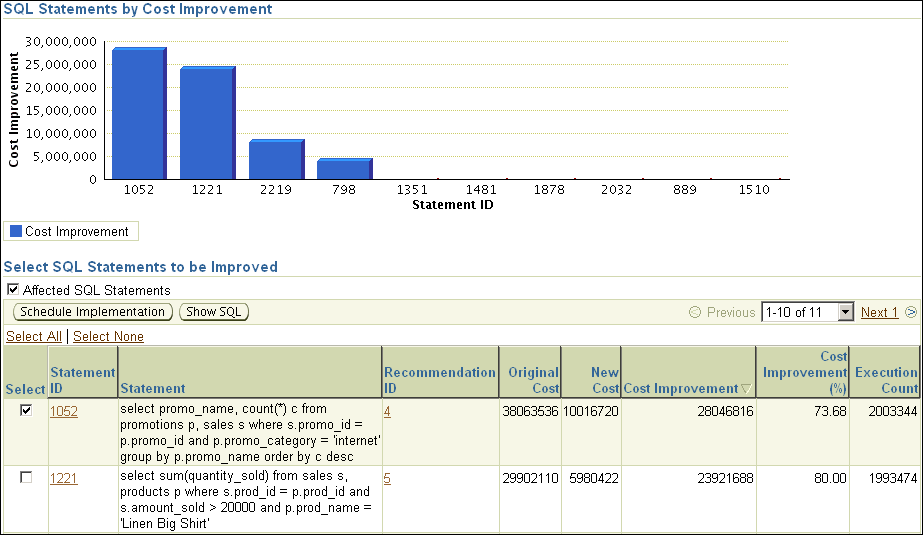 SQL Statements by Cost Improvement
30,000,000
25,000,000
20,000,000
15,000,000
10,000,000
5,000,000
0
Cost Improvement
1052 1221 2219 798 1351 1481 1878 2032 889 1510
Statement ID
Cost Improvement
Select SQL Statements to be Improved
Affected SQL Statements
Schedule Implementation Show SQL Previous 1-10 of 11 Next 1
Select All | Select None
Select Statement ID Statement Recommendation ID Original Cost New Cost Cost Improvement Cost Improvement (%) Execution Count
1052 select promo_name, count(*) c from 4 38063536 10016720 28046816 73.68 2003344
promotions p, sales s where s.promo_id =
p.promo_id and p.promo_category = 'internet'
group by p.promo_name order by c desc
1221 select sum(quantity_sold) from sales s, 5 29902110 5980422 23921688 80.00 1993474
products p where s.prod_id = p.prod_id and
s.amount_sold > 20000 and p.prod_name =
'Linen Big Shirt'